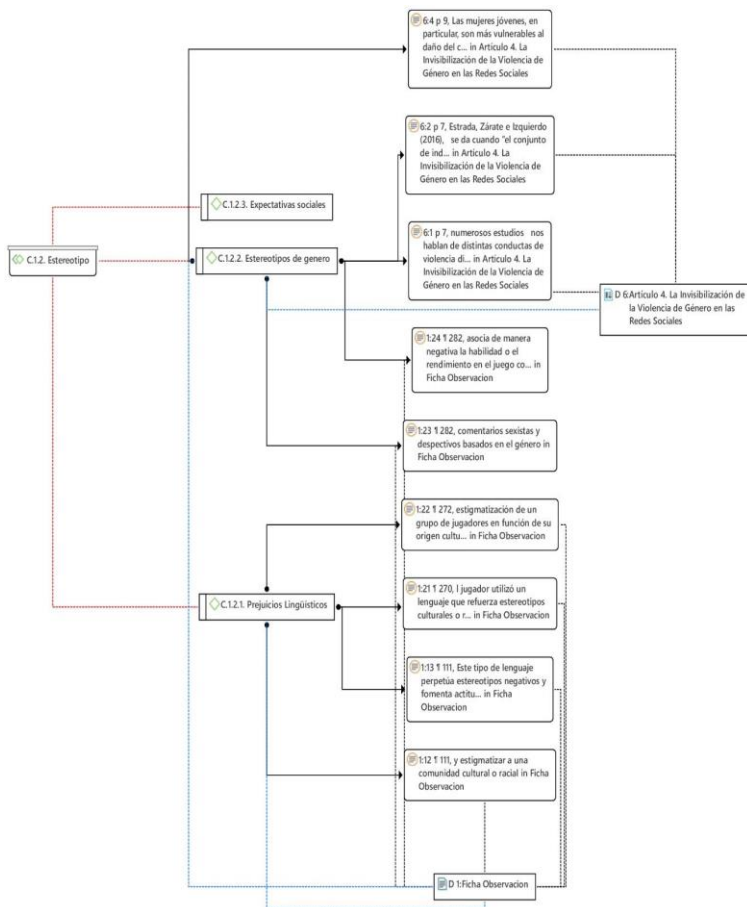 6:4 p 9, Las mujeres jóvenes, en
particular, son más vulnerables al
daño del c... in Articulo 4. La
Invisibilización de la Violencia de
Género en las Redes Sociales
6:2 p 7, Estrada, Zárate e Izquierdo
(2016), se da cuando "el conjunto
de ind... in Articulo 4. La
Invisibilización de la Violencia de
Género en las Redes Sociales
C.1.2.3. Expectativas sociales
6:1 p 7, numerosos estudios nos
hablan de distintas conductas de
violencia di... in Articulo 4. La
Invisibilización de la Violencia de
Género en las Redes Sociales
C.1.2. Estereotipo
C.1.2.2. Estereotipos de genero
D 6:Articulo 4. La Invisibilización de
la Violencia de Género en las
Redes Sociales
1:24 ¶ 282, asocia de manera
negativa la habilidad o el
rendimiento en el juego co... in
Ficha Observacion
1:23 ¶ 282, comentarios sexistas y
despectivos basados en el género in
Ficha Observacion
1:22 ¶ 272, estigmatización de un
grupo de jugadores en función de su
origen cultu... in Ficha Observacion
C.1.2.1. Prejuicios Lingüísticos
1:21 ¶ 270, l jugador utilizó un
lenguaje que refuerza estereotipos
culturales o r... in Ficha Observacion
1:13 ¶ 111, Este tipo de lenguaje
perpetúa estereotipos negativos y
fomenta actitu... in Ficha
Observacion
1:12 ¶ 111, y estigmatizar a una
comunidad cultural o racial in Ficha
Observacion
D 1:Ficha Observacion